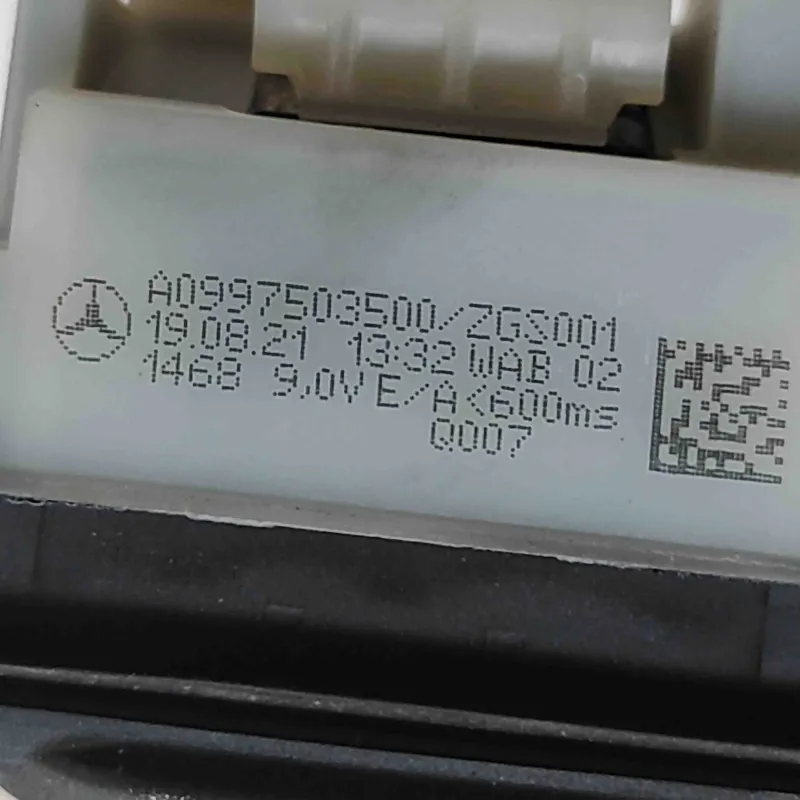 A0997503500/ZGS001
19.08.21 13:32 WAB 02
1468 9.0V E/A<600ms
Q007